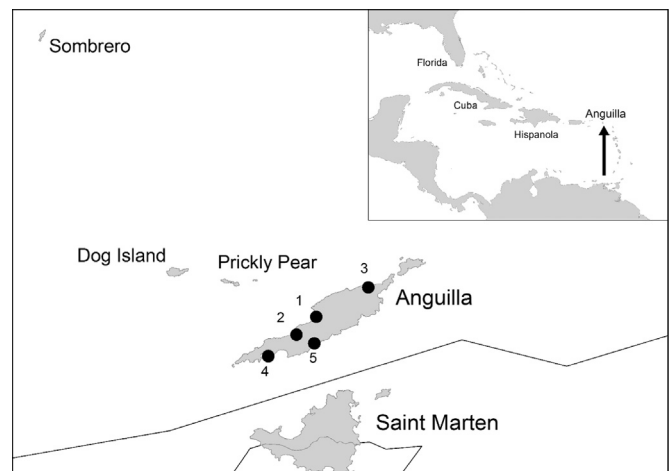 Sombrero
Florida
Cuba
Hispanola
Anguilla
Dog Island
Prickly Pear
3
Anguilla
1
2
4
5
Saint Marten